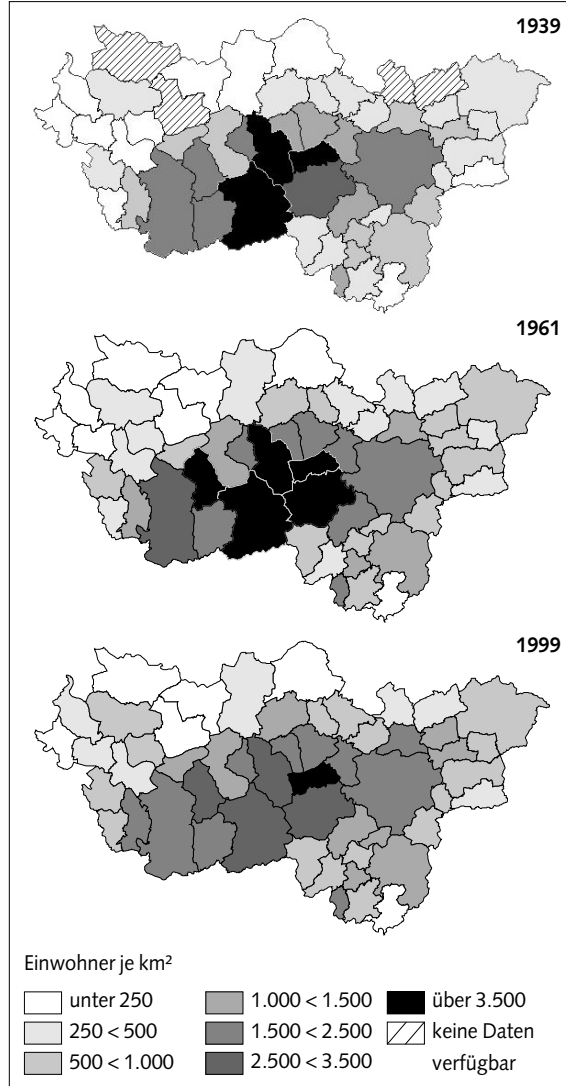 1939
1961
1999
Einwohner je km²
unter 250
250 < 500
500 < 1.000
1.000 < 1.500
1.500 < 2.500
2.500 < 3.500
über 3.500
keine Daten
verfügbar